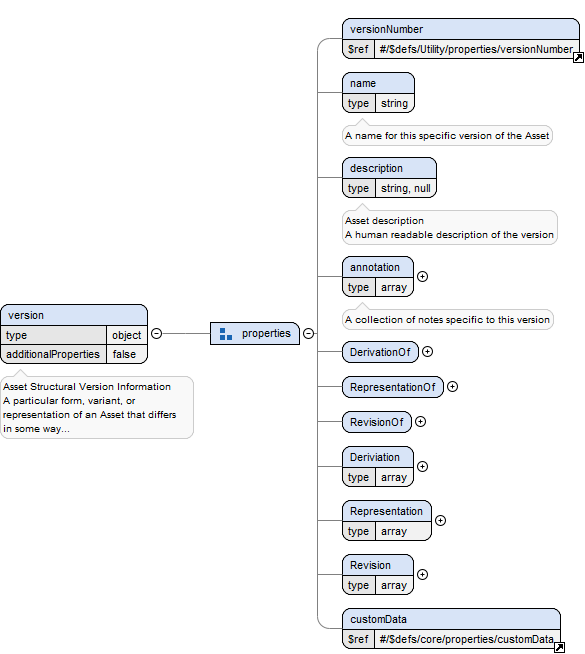 versionNumber
$ref #/$defs/Utility/properties/versionNumber
name
type string
A name for this specific version of the Asset
description
type string, null
Asset description
A human readable description of the version
annotation
type array
A collection of notes specific to this version
version
type object
additionalProperties false
Asset Structural Version Information
A particular form, variant, or
representation of an Asset that differs
in some way...
properties
DerivationOf
RepresentationOf
RevisionOf
Deriviation
type array
Representation
type array
Revision
type array
customData
$ref #/$defs/core/properties/customData